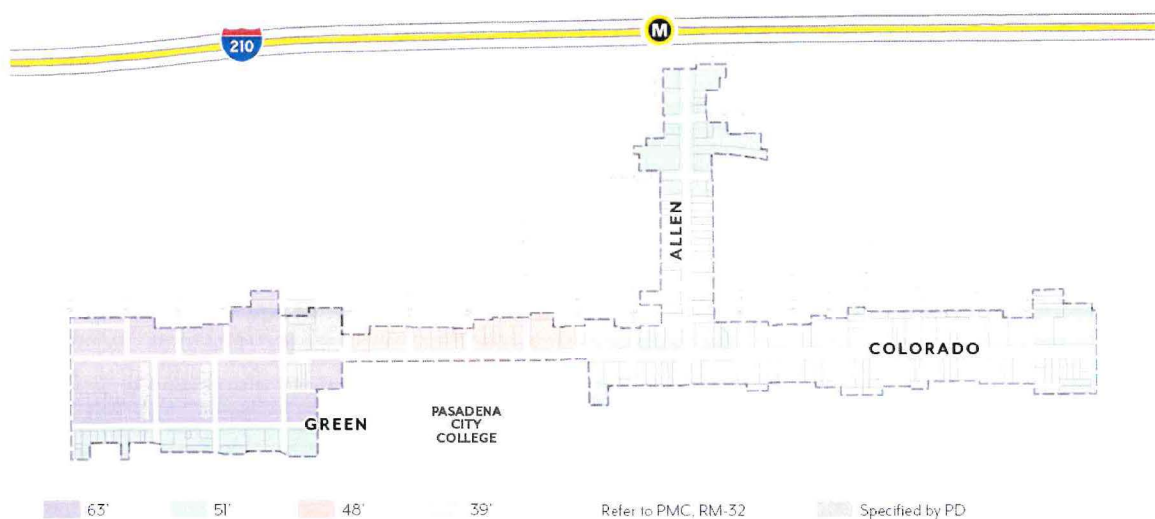 210
M
ALLEN
COLORADO
GREEN
PASADENA
CITY
COLLEGE
63'
51'
48'
39'
Refer to PMC, RM-32
Specified by PD